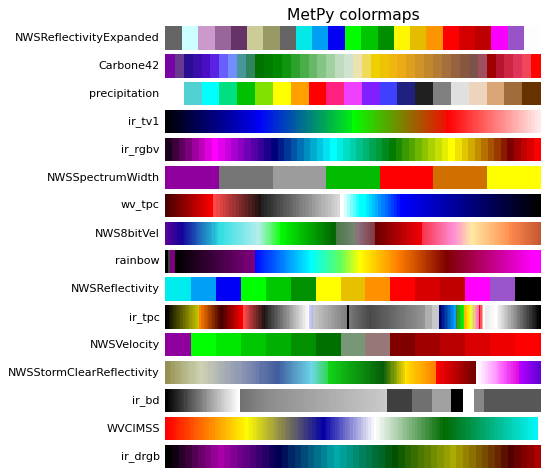 MetPy colormaps
NWSReflectivityExpanded
Carbone42
precipitation
ir_tv1
ir_rgbv
NWSSpectrumWidth
wv_tpc
NWS8bitVel
rainbow
NWSReflectivity
ir_tpc
NWSVelocity
NWSStormClearReflectivity
ir_bd
WVCIMSS
ir_drgb